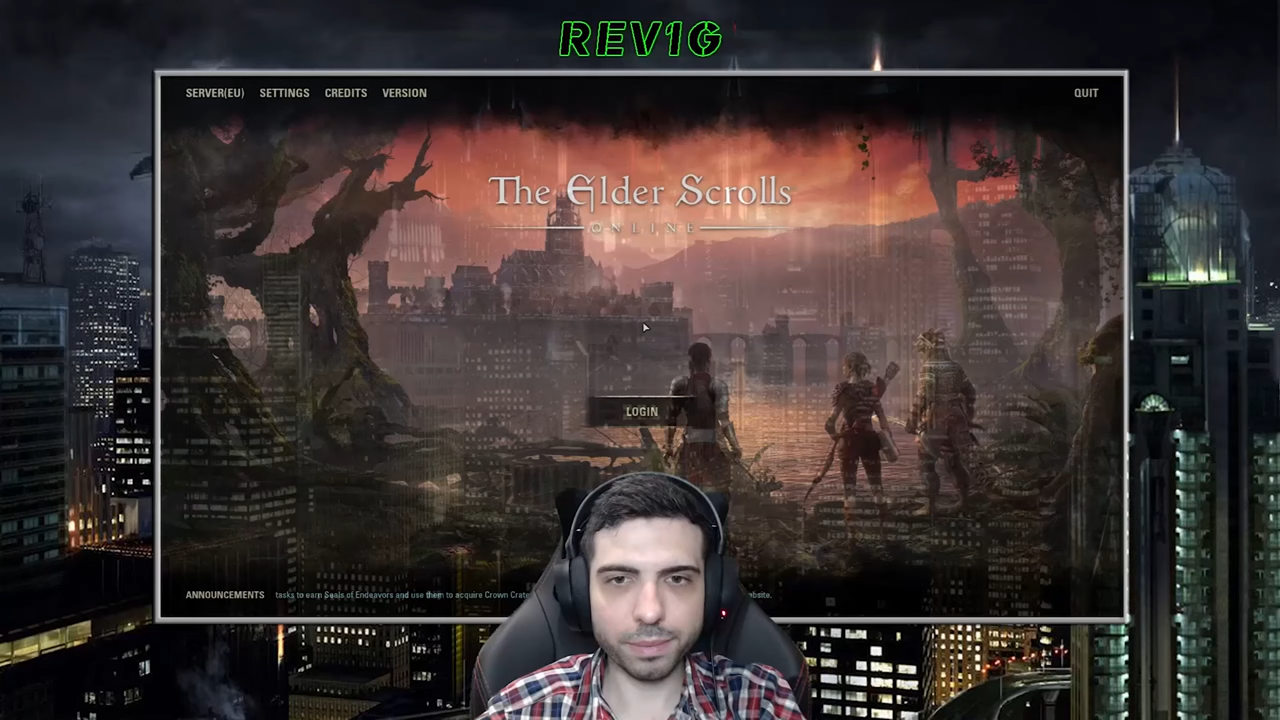 REV1G
SERVER(EU) SETTINGS CREDITS VERSION QUIT
The Elder Scrolls
ONLINE
LOGIN
ANNOUNCEMENTS tasks to earn Seals of Endeavors and use them to acquire Crown Crate